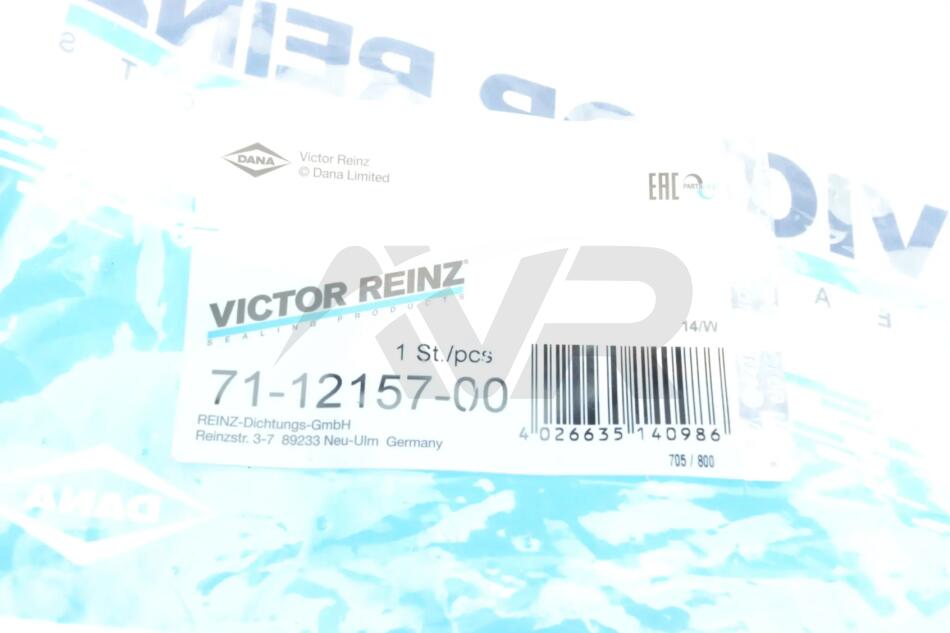 DANA
Victor Reinz
© Dana Limited
EAC
VICTOR REINZ®
SEALING PRODUCTS
14/W
1 St./pcs
71-12157-00
REINZ-Dichtungs-GmbH
Reinzstr. 3-7 89233 Neu-Ulm Germany
4 026635 140986
705 / 800
DANA